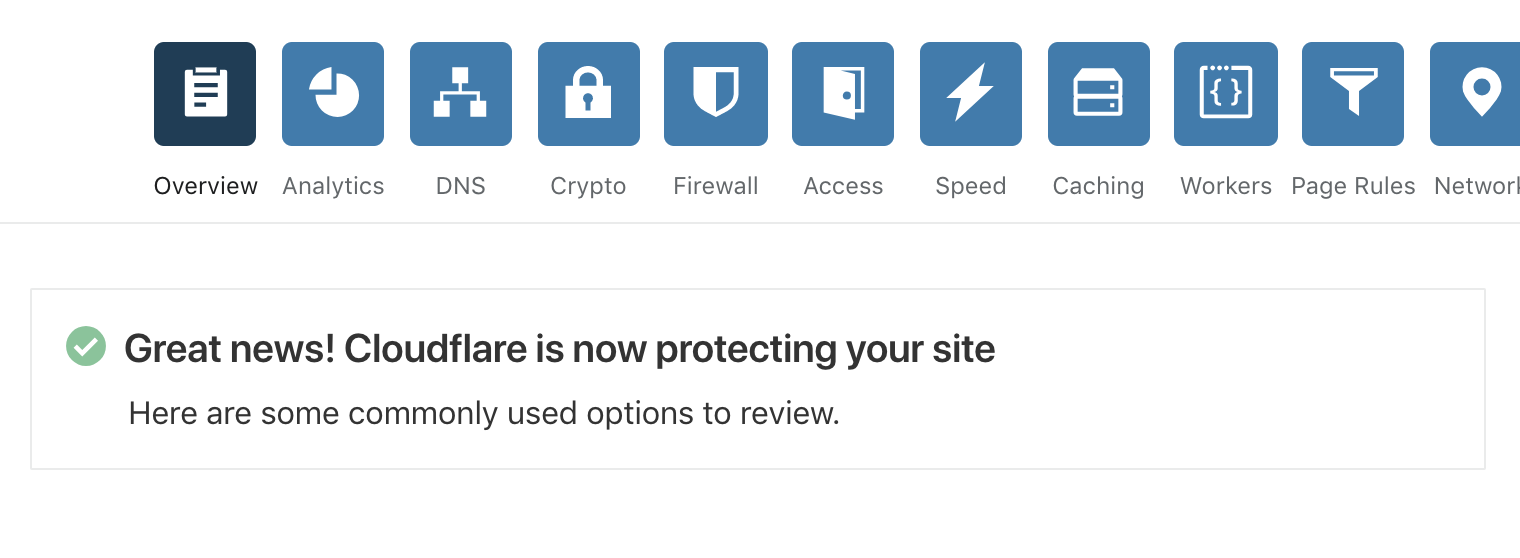 Overview Analytics DNS Crypto Firewall Access Speed Caching Workers Page Rules Network
Great news! Cloudflare is now protecting your site
Here are some commonly used options to review.